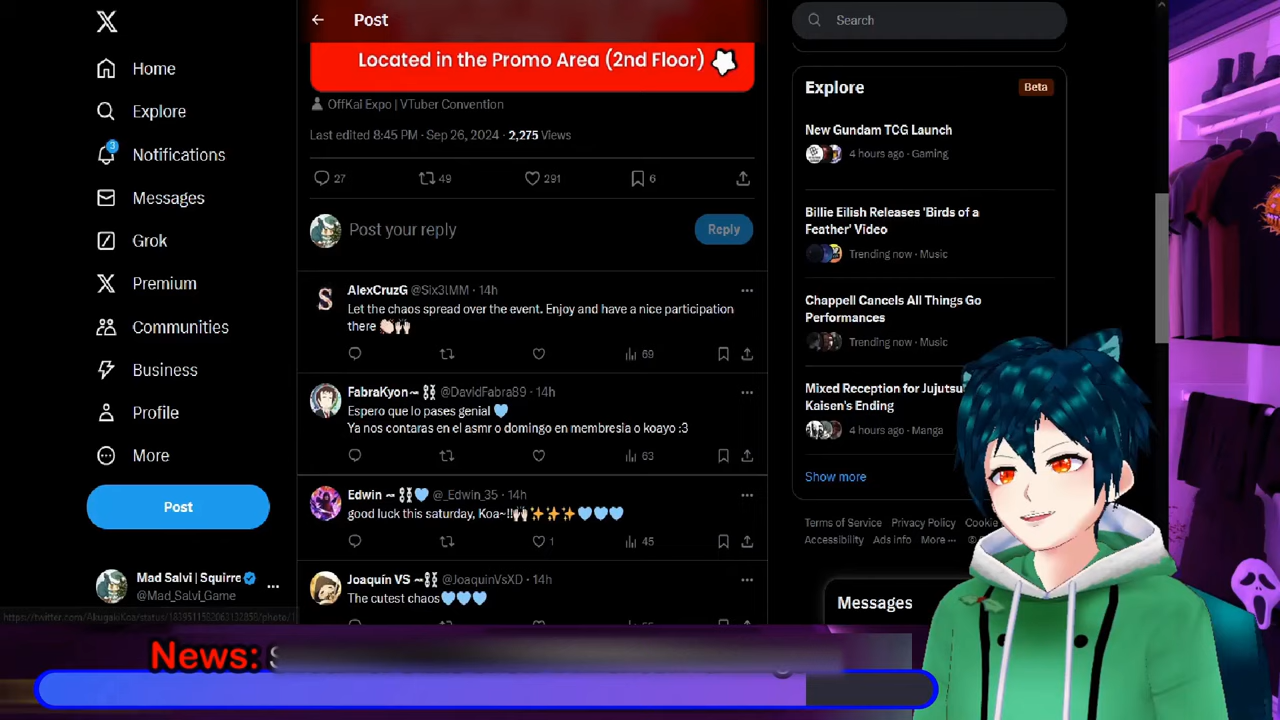 Home
Explore
3
Notifications
Messages
Grok
Premium
Communities
Business
Profile
More
Post
Mad Salvi | Squirre
@Mad_Salvi_Game
Post
Located in the Promo Area (2nd Floor)
OffKai Expo | VTuber Convention
Last edited 8:45 PM · Sep 26, 2024 · 2,275 Views
27 49 291 6
Post your reply
Reply
AlexCruzG @Six3lMM · 14h
Let the chaos spread over the event. Enjoy and have a nice participation
there 👏🏻🙌🏻
69
FabraKyon~ ⛓️ @DavidFabra89 · 14h
Espero que lo pases genial 🩵
Ya nos contaras en el asmr o domingo en membresia o koayo :3
63
Edwin ~ ⛓️🩵 @_Edwin_35 · 14h
good luck this saturday, Koa~!!🙌🏻✨✨✨🩵🩵🩵
1 45
Joaquín VS ~⛓️ @JoaquinVsXD · 14h
The cutest chaos🩵🩵🩵
Search
Explore
Beta
New Gundam TCG Launch
4 hours ago · Gaming
Billie Eilish Releases 'Birds of a
Feather' Video
Trending now · Music
Chappell Cancels All Things Go
Performances
Trending now · Music
Mixed Reception for Jujutsu
Kaisen's Ending
4 hours ago · Manga
Show more
Terms of Service Privacy Policy Cookie
Accessibility Ads info More ···
Messages
News: